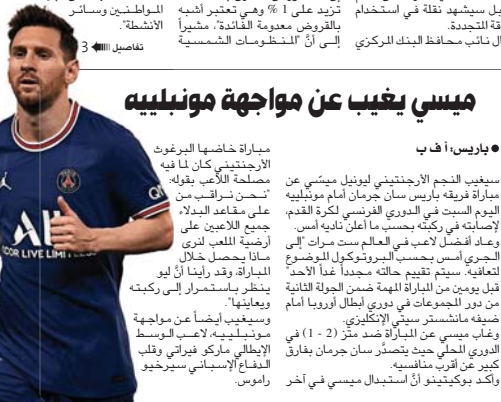 بل سيشهد نقلة في استخدام
قة المتجددة.
ال نائب محافظ البنك المركزي
تزيد على 1 % وهي تعتبر أشبه
بالقروض معدومة الفائدة"، مشيراً
إلى أنّ "المنظومات الشمسية
المواطنين وسائر
الأنشطة".
تفاصيل 3
ميسي يغيب عن مواجهة مونبلييه
● باريس: أ ف ب
سيغيب النجم الأرجنتيني ليونيل ميسّي عن
مباراة فريقه باريس سان جرمان أمام مونبلييه
اليوم السبت في الدوري الفرنسي لكرة القدم،
لإصابته في ركبته بحسب ما أعلن ناديه أمس.
وعاد أفضل لاعب في العالم ست مرات "إلى
الجري أمس بحسب البروتوكول الموضوع
لتعافيه. سيتم تقييم حالته مجدداً غداً الأحد"
قبل يومين من المباراة المهمة ضمن الجولة الثانية
من دور المجموعات في دوري أبطال أوروبا أمام
ضيفه مانشستر سيتي الإنكليزي.
وغاب ميسي عن المباراة ضد متز (2 - 1) في
الدوري المحلي حيث يتصدّر سان جرمان بفارق
كبير عن أقرب منافسيه.
وأكد بوكيتينو أنّ استبدال ميسي في آخر
مباراة خاضها البرغوث
الأرجنتيني كان لما فيه
مصلحة اللاعب بقوله:
"نحن نراقب من
على مقاعد البدلاء
جميع اللاعبين على
أرضية الملعب لنرى
ماذا يحصل خلال
المباراة، وقد رأينا أنّ ليو
ينظر باستمرار إلى ركبته
ويعاينها".
وسيغيب أيضاً عن مواجهة
مونبلييه، لاعب الوسط
الإيطالي ماركو فيراتي وقلب
الدفاع الإسباني سيرخيو
راموس.
ACCOR LIVE LIMITLESS